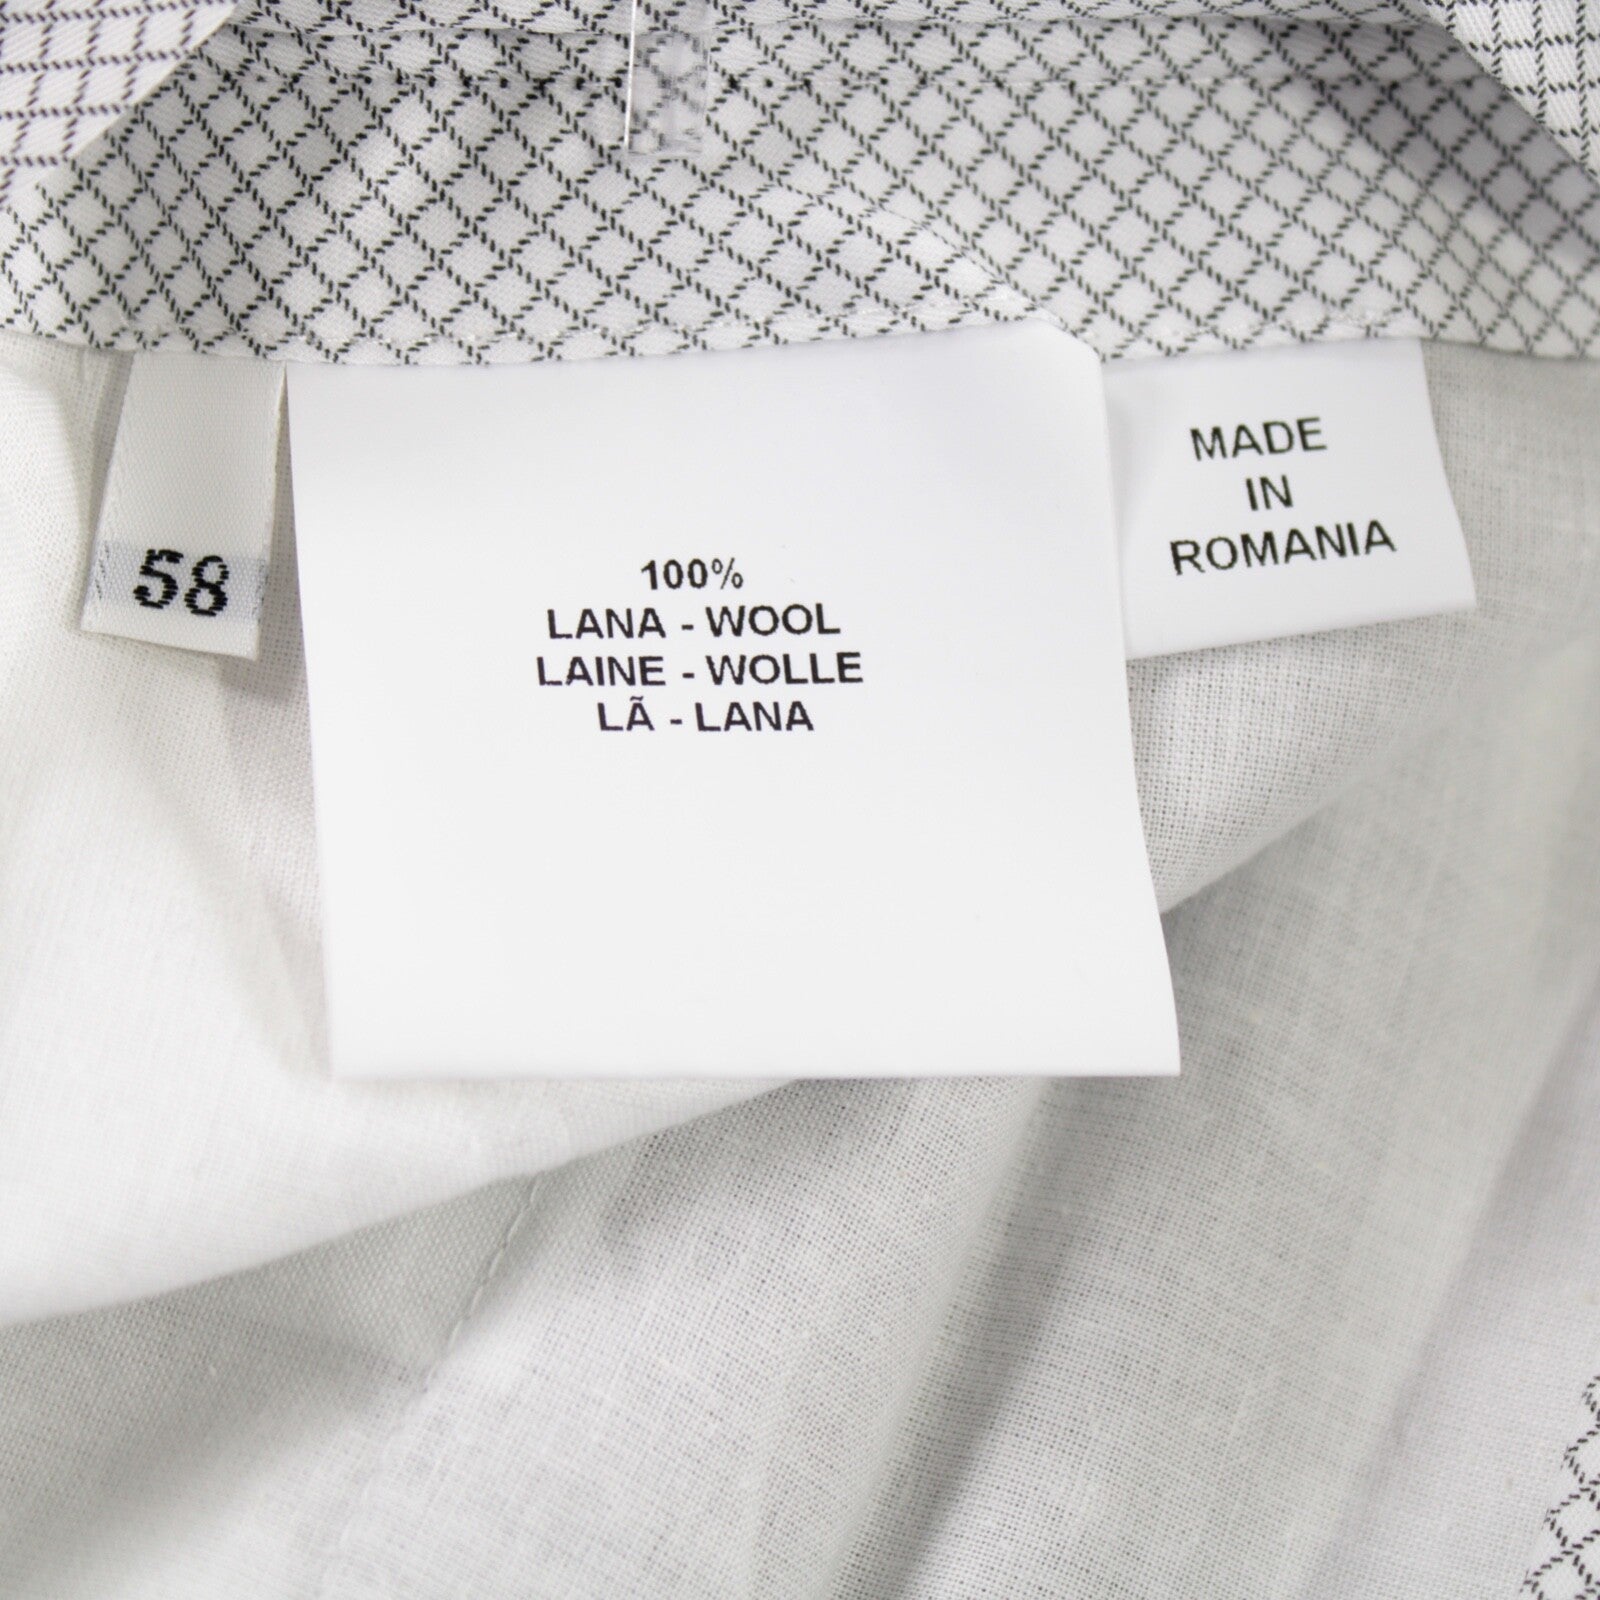 58
100%
LANA - WOOL
LAINE - WOLLE
LÃ - LANA
MADE
IN
ROMANIA